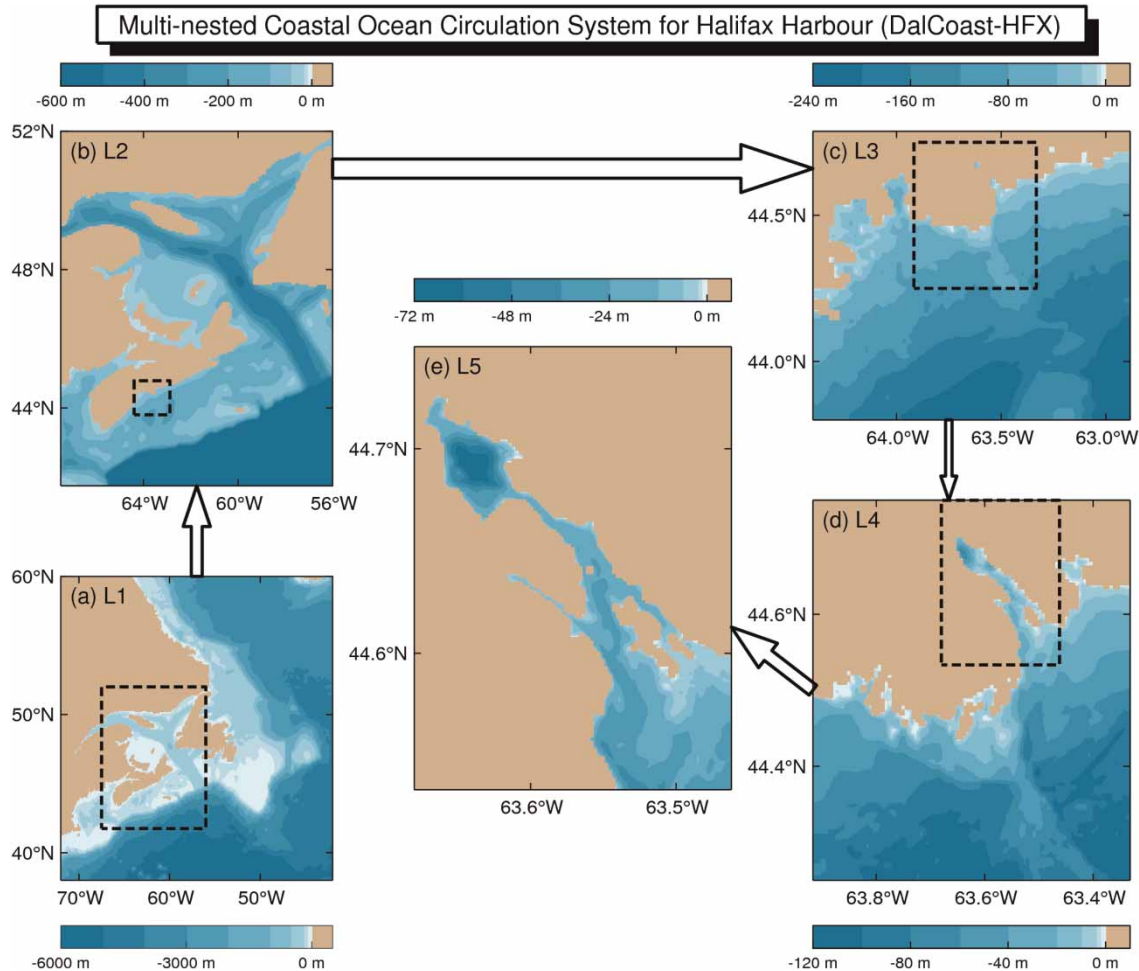 Multi-nested Coastal Ocean Circulation System for Halifax Harbour (DalCoast-HFX)
-600 m -400 m -200 m 0 m
-240 m -160 m -80 m 0 m
52°N
48°N
44°N
(b) L2
64°W 60°W 56°W
(c) L3
44.5°N
44.0°N
64.0°W 63.5°W 63.0°W
-72 m -48 m -24 m 0 m
(e) L5
44.7°N
44.6°N
63.6°W 63.5°W
60°N
50°N
40°N
(a) L1
70°W 60°W 50°W
-6000 m -3000 m 0 m
(d) L4
44.6°N
44.4°N
63.8°W 63.6°W 63.4°W
-120 m -80 m -40 m 0 m